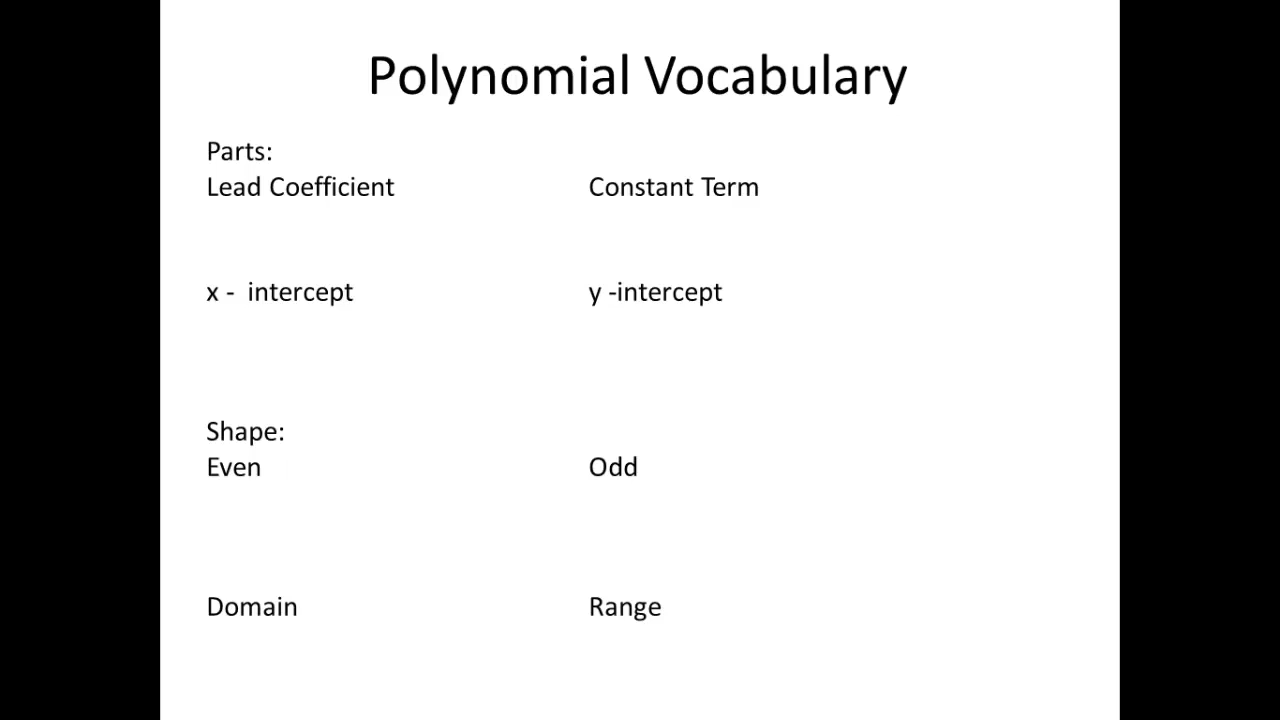 Polynomial Vocabulary
Parts:
Lead Coefficient Constant Term
x - intercept y -intercept
Shape:
Even Odd
Domain Range